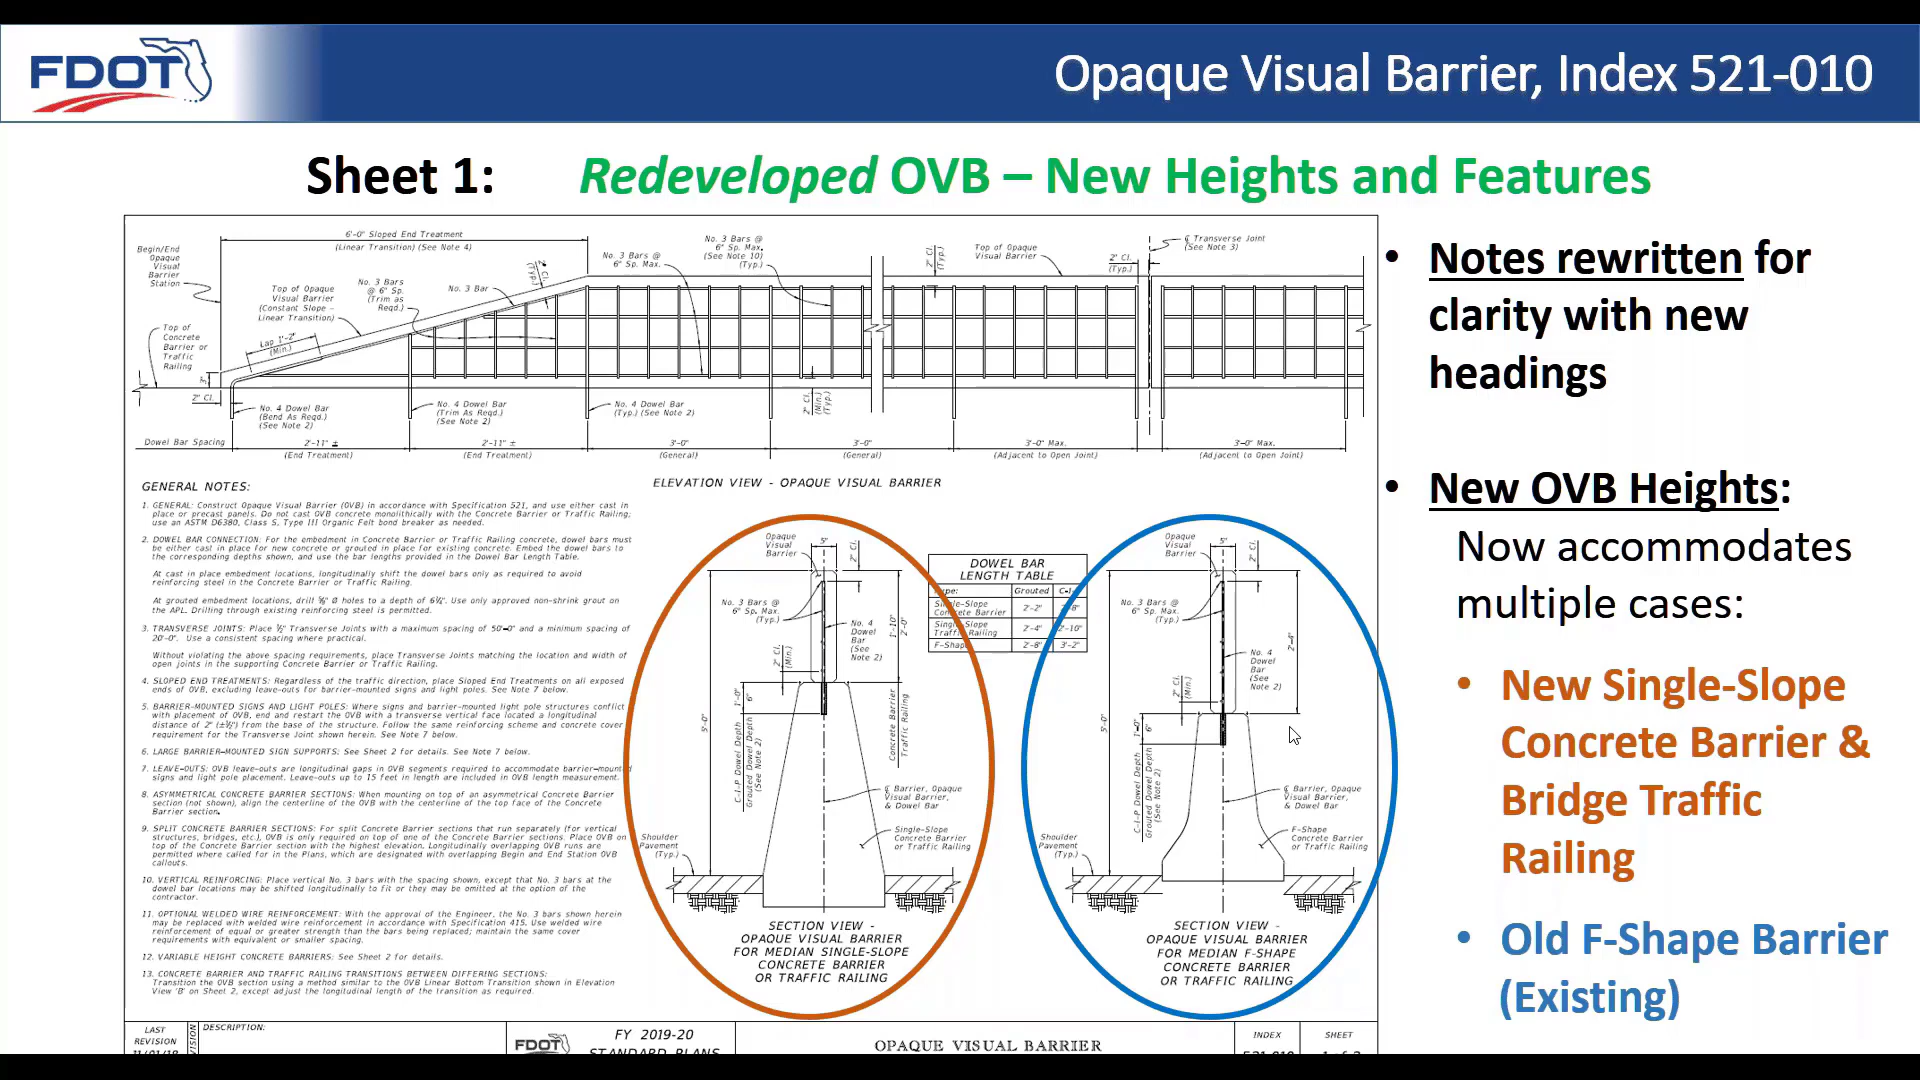 FDOT
Opaque Visual Barrier, Index 521-010
Sheet 1: Redeveloped OVB – New Heights and Features
Begin/End
Opaque
Visual
Barrier
Station
6'-0" Sloped End Treatment
(Linear Transition) (See Note 4)
No. 3 Bars @
6" Sp. Max.
No. 3 Bars @
6" Sp. Max.
(See Note 10)
(Typ.)
2" Cl.
(Typ.)
Top of Opaque
Visual Barrier
2" Cl.
(Typ.)
℄ Transverse Joint
(See Note 3)
2" Cl.
(Typ.)
No. 3 Bars
@ 6" Sp.
(Trim as
Reqd.)
No. 3 Bar
Top of Opaque
Visual Barrier
(Constant Slope –
Linear Transition)
Lap 1'-2"
(Min.)
Top of
Concrete
Barrier or
Traffic
Railing
3"
2" Cl.
No. 4 Dowel Bar
(Bend As Reqd.)
(See Note 2)
No. 4 Dowel Bar
(Trim As Reqd.)
(See Note 2)
No. 4 Dowel Bar
(Typ.) (See Note 2)
2" Cl.
(Min.)
(Typ.)
Dowel Bar Spacing
2'-11" ±
(End Treatment)
2'-11" ±
(End Treatment)
3'-0"
(General)
3'-0"
(General)
3'-0" Max.
(Adjacent to Open Joint)
3'-0" Max.
(Adjacent to Open Joint)
ELEVATION VIEW - OPAQUE VISUAL BARRIER
GENERAL NOTES:
1. GENERAL: Construct Opaque Visual Barrier (OVB) in accordance with Specification 521, and use either cast in
place or precast panels. Do not cast OVB concrete monolithically with the Concrete Barrier or Traffic Railing;
use an ASTM D6380, Class S, Type III Organic Felt bond breaker as needed.
2. DOWEL BAR CONNECTION: For the embedment in Concrete Barrier or Traffic Railing concrete, dowel bars must
be either cast in place for new concrete or grouted in place for existing concrete. Embed the dowel bars to
the corresponding depths shown, and use the bar lengths provided in the Dowel Bar Length Table.
At cast in place embedment locations, longitudinally shift the dowel bars only as required to avoid
reinforcing steel in the Concrete Barrier or Traffic Railing.
At grouted embedment locations, drill Ø holes to a depth of Use only approved non-shrink grout on
the APL. Drilling through existing reinforcing steel is permitted.
3. TRANSVERSE JOINTS: Place ½" Transverse Joints with a maximum spacing of 50'-0" and a minimum spacing of
20'-0". Use a consistent spacing where practical.
Without violating the above spacing requirements, place Transverse Joints matching the location and width of
open joints in the supporting Concrete Barrier or Traffic Railing.
4. SLOPED END TREATMENTS: Regardless of the traffic direction, place Sloped End Treatments on all exposed
ends of OVB, excluding leave-outs for barrier-mounted signs and light poles. See Note 7 below.
5. BARRIER-MOUNTED SIGNS AND LIGHT POLES: Where signs and barrier-mounted light pole structures conflict
with placement of OVB, end and restart the OVB with a transverse vertical face located a longitudinal
distance of 2" (±½") from the base of the structure. Follow the same reinforcing scheme and concrete cover
requirement for the Transverse Joint shown herein. See Note 7 below.
6. LARGE BARRIER-MOUNTED SIGN SUPPORTS: See Sheet 2 for details. See Note 7 below.
7. LEAVE-OUTS: OVB leave-outs are longitudinal gaps in OVB segments required to accommodate barrier-mounted
signs and light pole placement. Leave-outs up to 15 feet in length are included in OVB length measurement.
8. ASYMMETRICAL CONCRETE BARRIER SECTIONS: When mounting on top of an asymmetrical Concrete Barrier
section (not shown), align the centerline of the OVB with the centerline of the top face of the Concrete
Barrier section.
9. SPLIT CONCRETE BARRIER SECTIONS: For split Concrete Barrier sections that run separately (for vertical
structures, bridges, etc.), OVB is only required on top of one of the Concrete Barrier sections. Place OVB on
top of the Concrete Barrier section with the highest elevation. Longitudinally overlapping OVB runs are
permitted where called for in the Plans, which are designated with overlapping Begin and End Station OVB
callouts.
10. VERTICAL REINFORCING: Place vertical No. 3 bars with the spacing shown, except that No. 3 bars at the
dowel bar locations may be shifted longitudinally to fit or they may be omitted at the option of the
contractor.
11. OPTIONAL WELDED WIRE REINFORCEMENT: With the approval of the Engineer, the No. 3 bars shown herein
may be replaced with welded wire reinforcement in accordance with Specification 415. Use welded wire
reinforcement of equal or greater strength than the bars being replaced; maintain the same cover
requirements with equivalent or smaller spacing.
12. VARIABLE HEIGHT CONCRETE BARRIERS: See Sheet 2 for details.
13. CONCRETE BARRIER AND TRAFFIC RAILING TRANSITIONS BETWEEN DIFFERING SECTIONS:
Transition the OVB section using a method similar to the OVB Linear Bottom Transition shown in Elevation
View 'B' on Sheet 2, except adjust the longitudinal length of the transition as required.
Opaque
Visual
Barrier
5"
2" Cl.
No. 3 Bars @
6" Sp. Max.
(Typ.)
No. 4
Dowel
Bar
(See
Note 2)
1'-10"
2'-0"
2" Cl.
(Min.)
5'-0"
1'-0"
6"
C-I-P Dowel Depth
Grouted Dowel Depth
(See Note 2)
Concrete Barrier
Traffic Railing
℄ Barrier, Opaque
Visual Barrier,
& Dowel Bar
Single-Slope
Concrete Barrier
or Traffic Railing
Shoulder
Pavement
(Typ.)
SECTION VIEW -
OPAQUE VISUAL BARRIER
FOR MEDIAN SINGLE-SLOPE
CONCRETE BARRIER
OR TRAFFIC RAILING
DOWEL BAR
LENGTH TABLE
Type: Grouted C-I-P
Single-Slope
Concrete Barrier 2'-2" 2'-8"
Single-Slope
Traffic Railing 2'-4" 2'-10"
F-Shape 2'-8" 3'-2"
Opaque
Visual
Barrier
5"
2" Cl.
No. 3 Bars @
6" Sp. Max.
(Typ.)
2'-4"
No. 4
Dowel
Bar
(See
Note 2)
2" Cl.
(Min.)
5'-0"
1'-0"
6"
C-I-P Dowel Depth
Grouted Dowel Depth
(See Note 2)
℄ Barrier, Opaque
Visual Barrier,
& Dowel Bar
F-Shape
Concrete Barrier
or Traffic Railing
Shoulder
Pavement
(Typ.)
SECTION VIEW -
OPAQUE VISUAL BARRIER
FOR MEDIAN F-SHAPE
CONCRETE BARRIER
OR TRAFFIC RAILING
LAST
REVISION
11/01/18
DESCRIPTION:
FDOT
FY 2019-20
STANDARD PLANS
OPAQUE VISUAL BARRIER
INDEX
521-010
SHEET
1 of 2
• Notes rewritten for
clarity with new
headings
• New OVB Heights:
Now accommodates
multiple cases:
• New Single-Slope
Concrete Barrier &
Bridge Traffic
Railing
• Old F-Shape Barrier
(Existing)